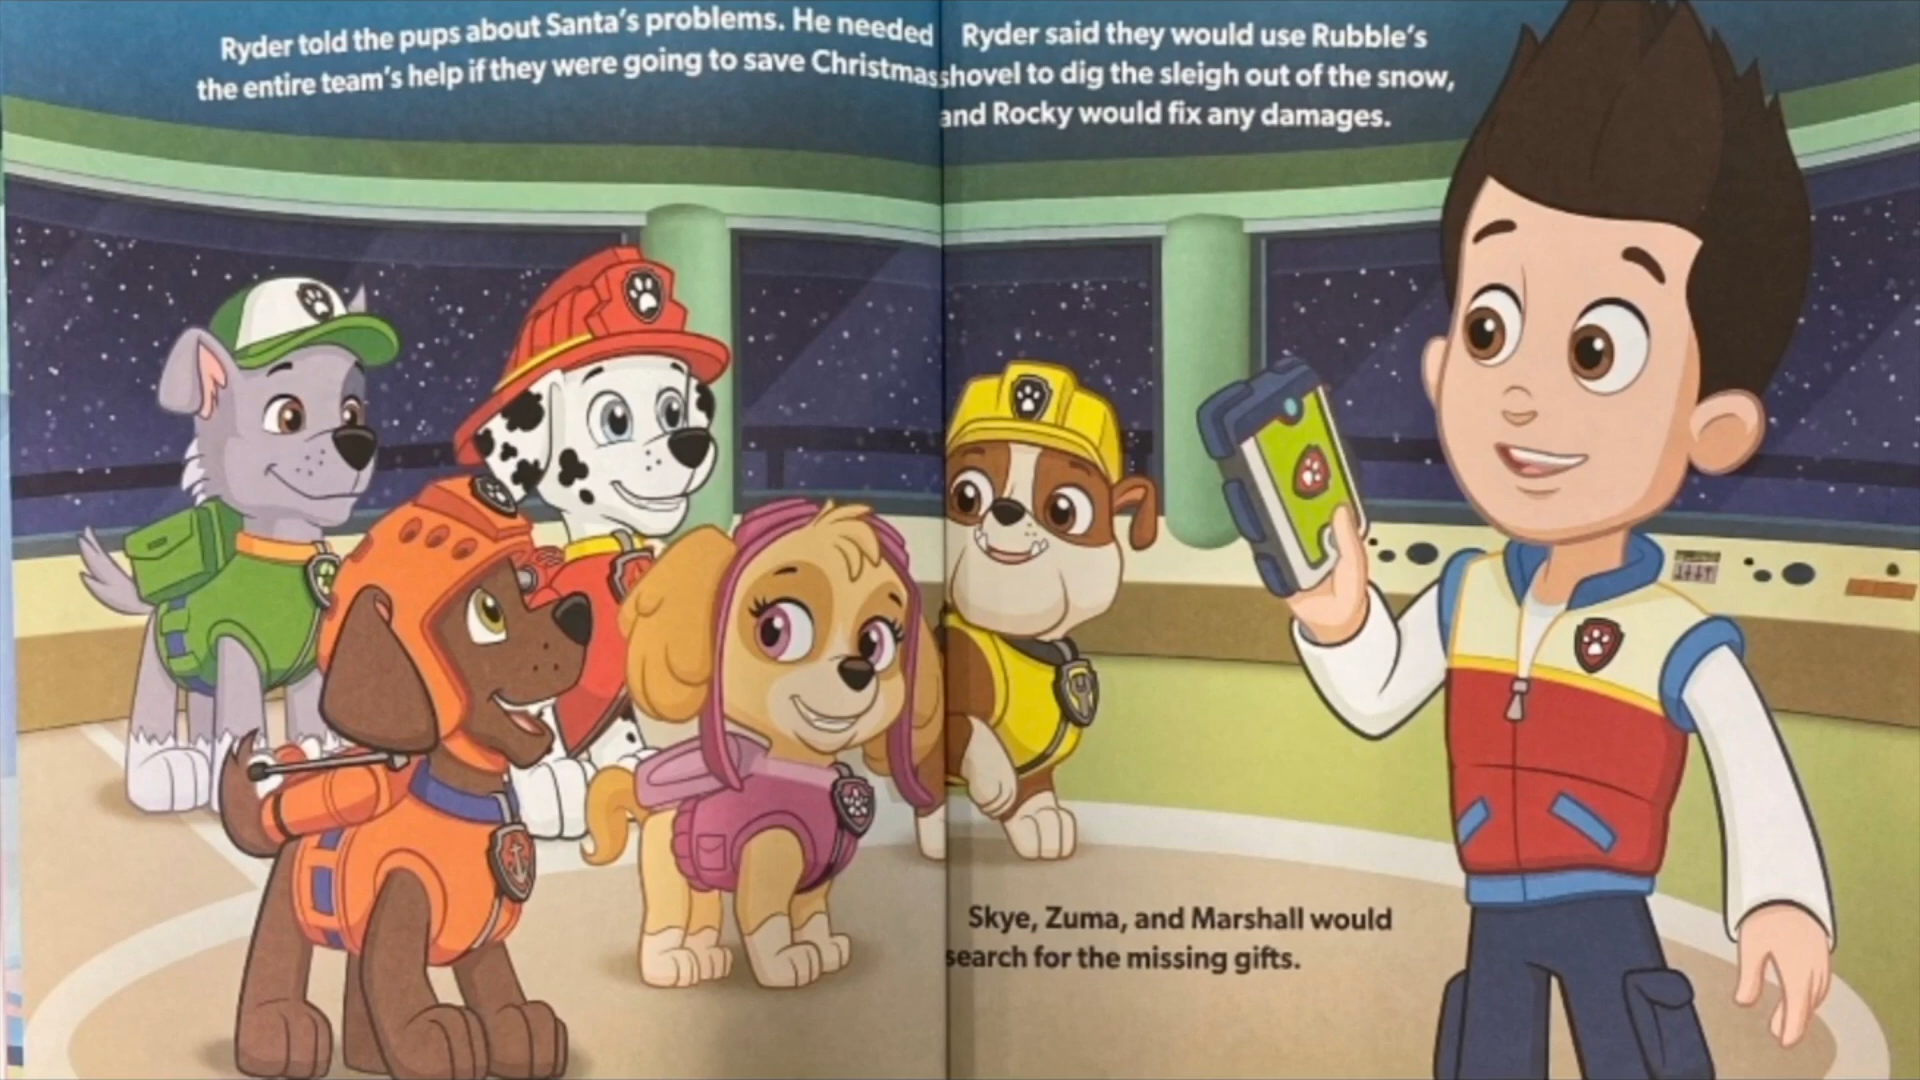 Ryder told the pups about Santa's problems. He needed
the entire team's help if they were going to save Christmas
Ryder said they would use Rubble's
shovel to dig the sleigh out of the snow,
and Rocky would fix any damages.
Skye, Zuma, and Marshall would
search for the missing gifts.